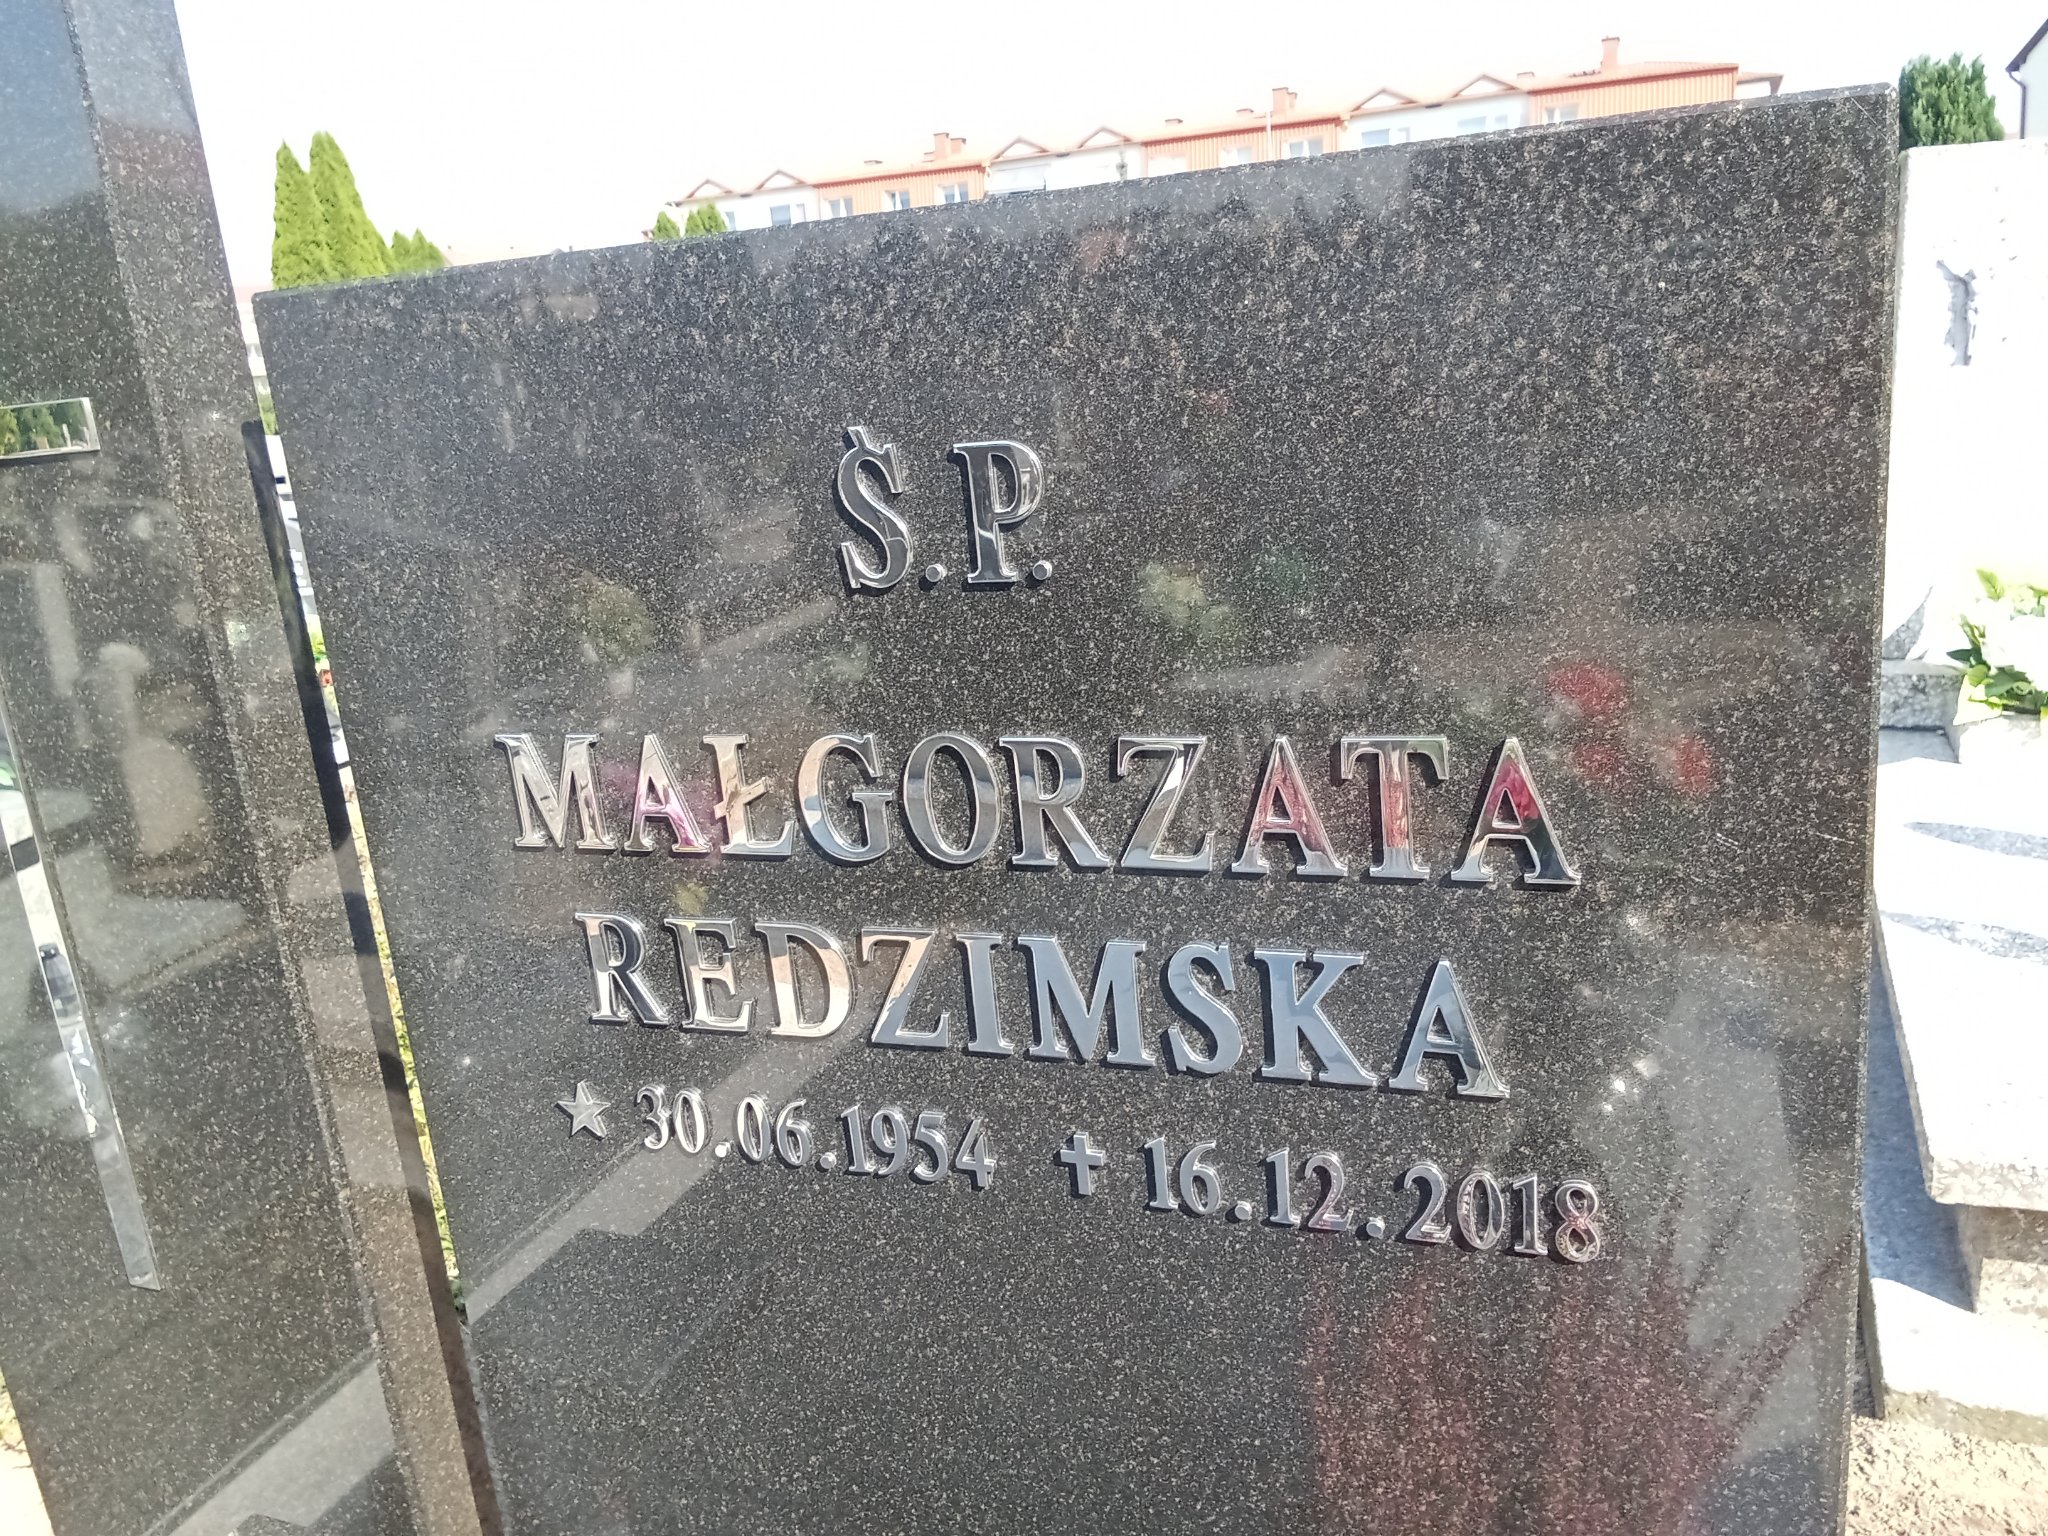 Ś.P.
MAŁGORZATA
REDZIMSKA
★ 30.06.1954 ✝ 16.12.2018